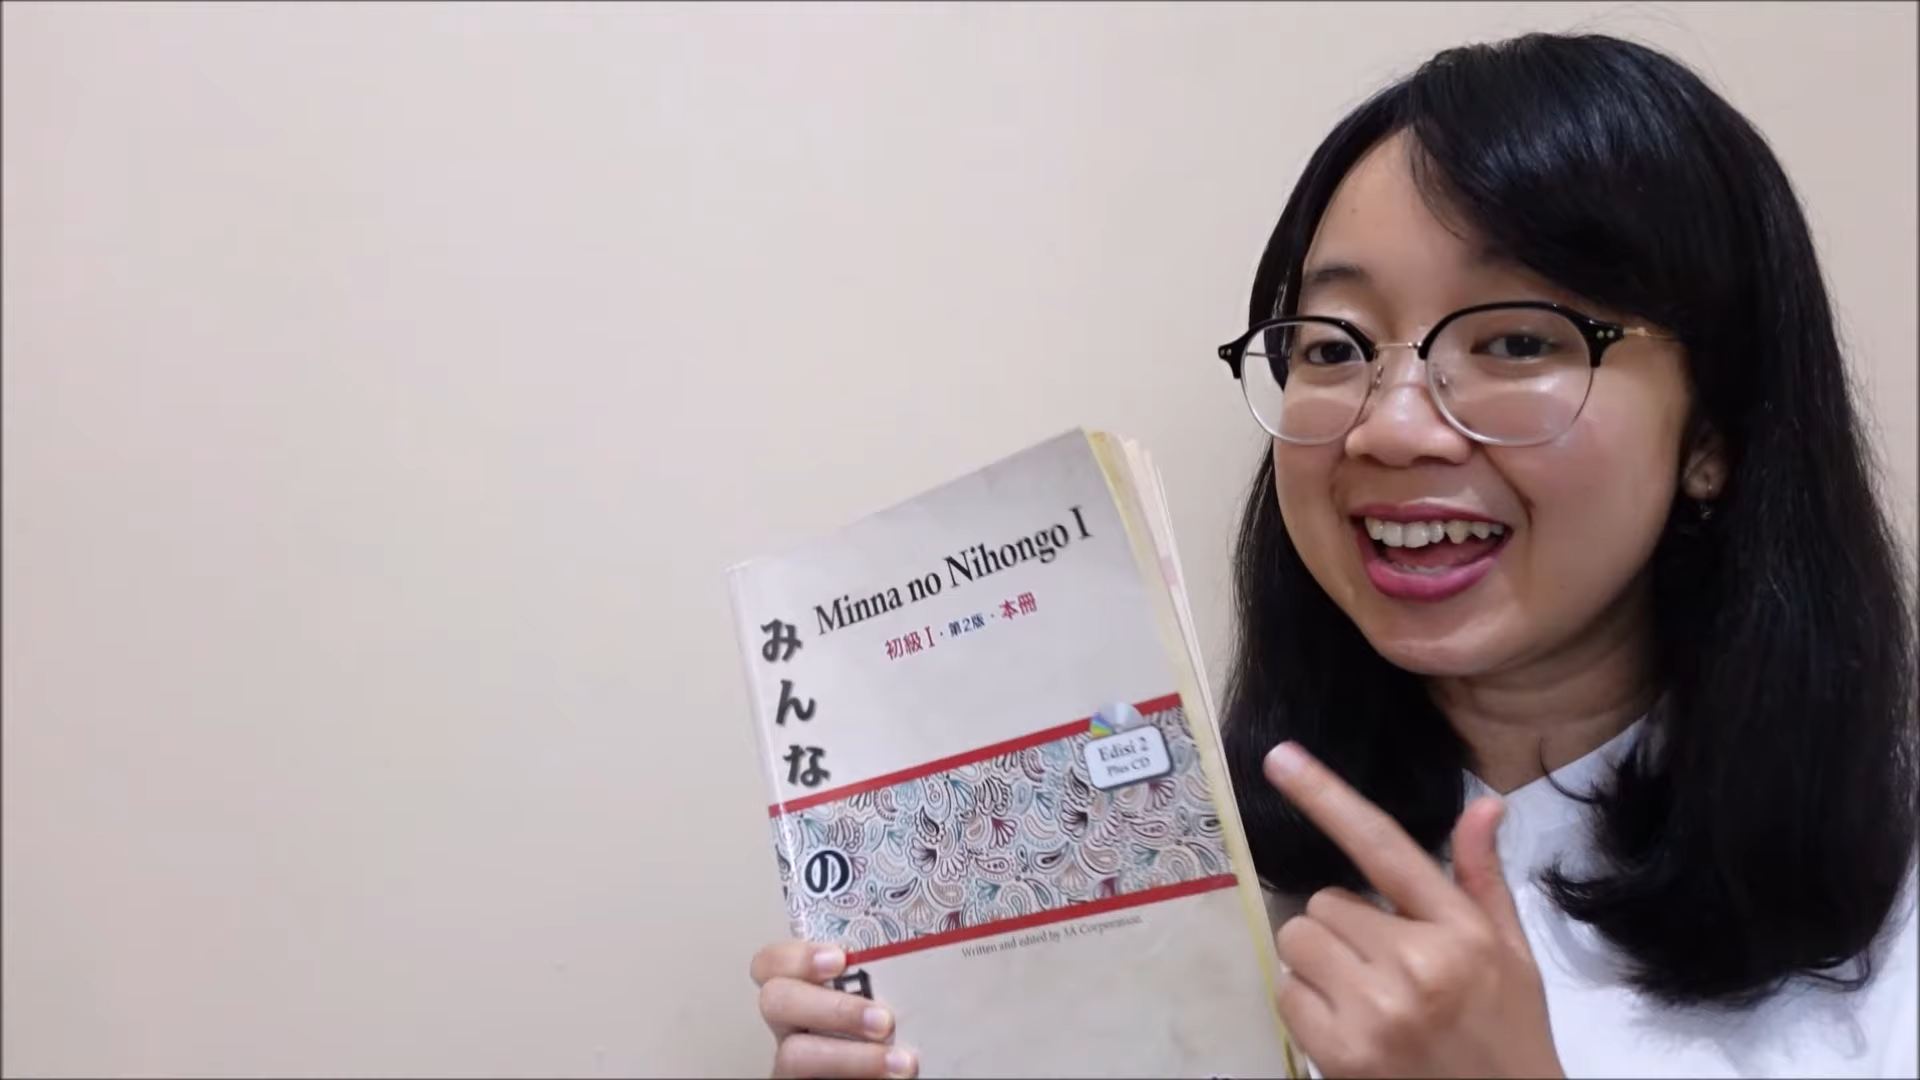 Minna no Nihongo I
初級 I・第2版・本冊
みんなの日
Edisi 2
Plus CD
Written and edited by 3A Corporation